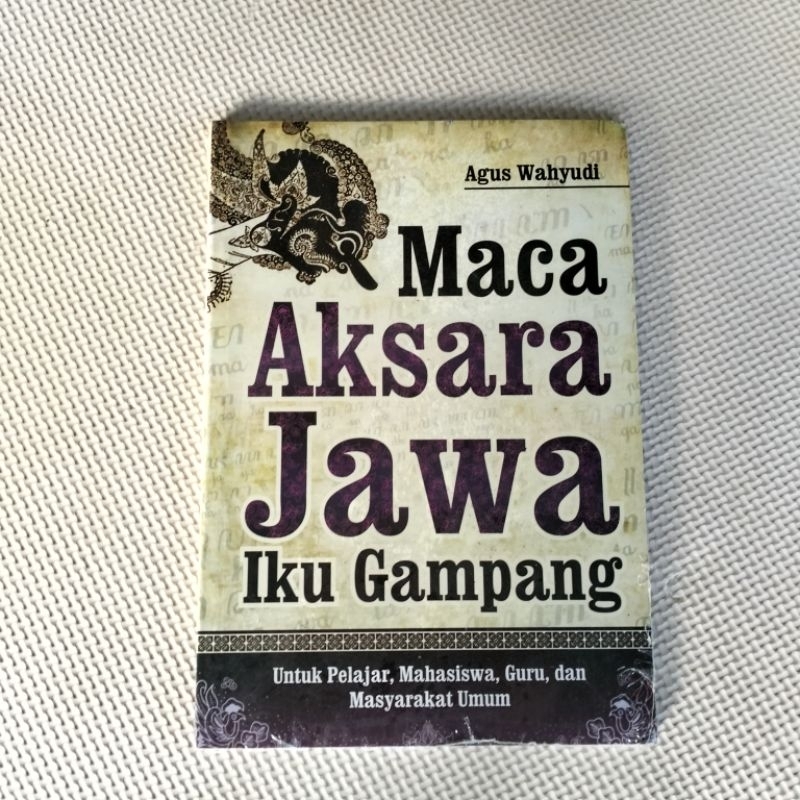 Agus Wahyudi
Maca
Aksara
Jawa
Iku Gampang
Untuk Pelajar, Mahasiswa, Guru, dan
Masyarakat Umum